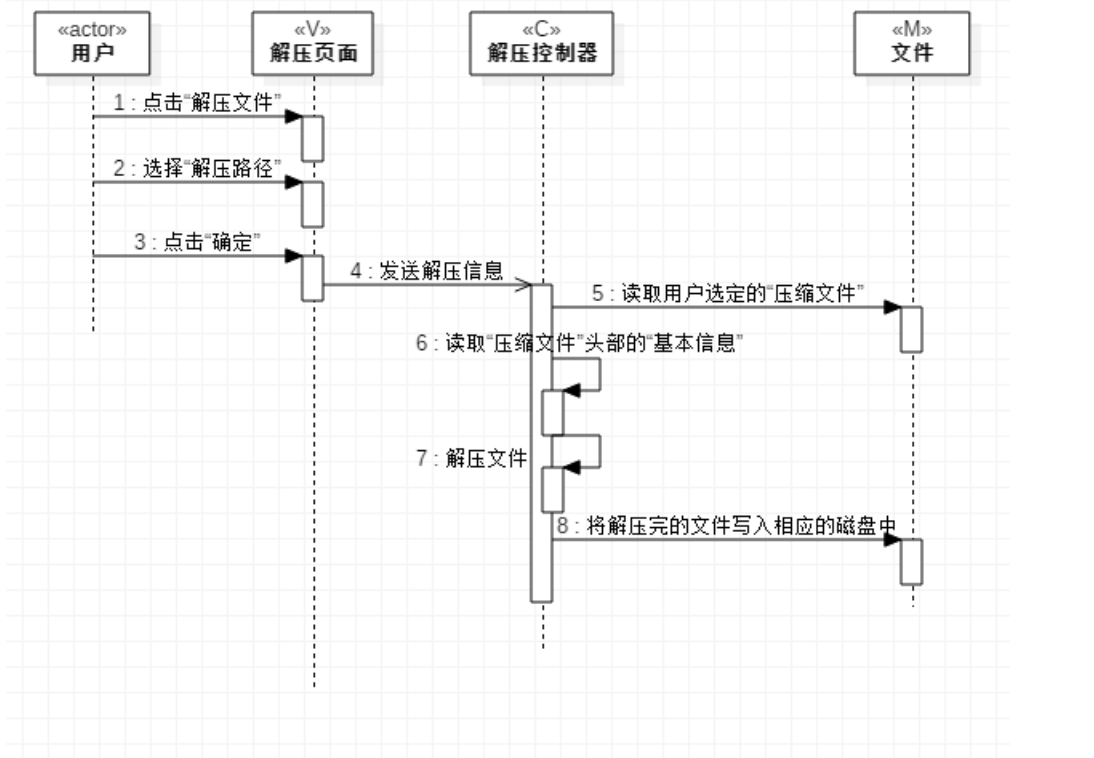 «actor»
用户
«V»
解压页面
«C»
解压控制器
«M»
文件
1 : 点击“解压文件”
2 : 选择“解压路径”
3 : 点击“确定”
4 : 发送解压信息
5 : 读取用户选定的“压缩文件”
6 : 读取“压缩文件”头部的“基本信息”
7 : 解压文件
8 : 将解压完的文件写入相应的磁盘中